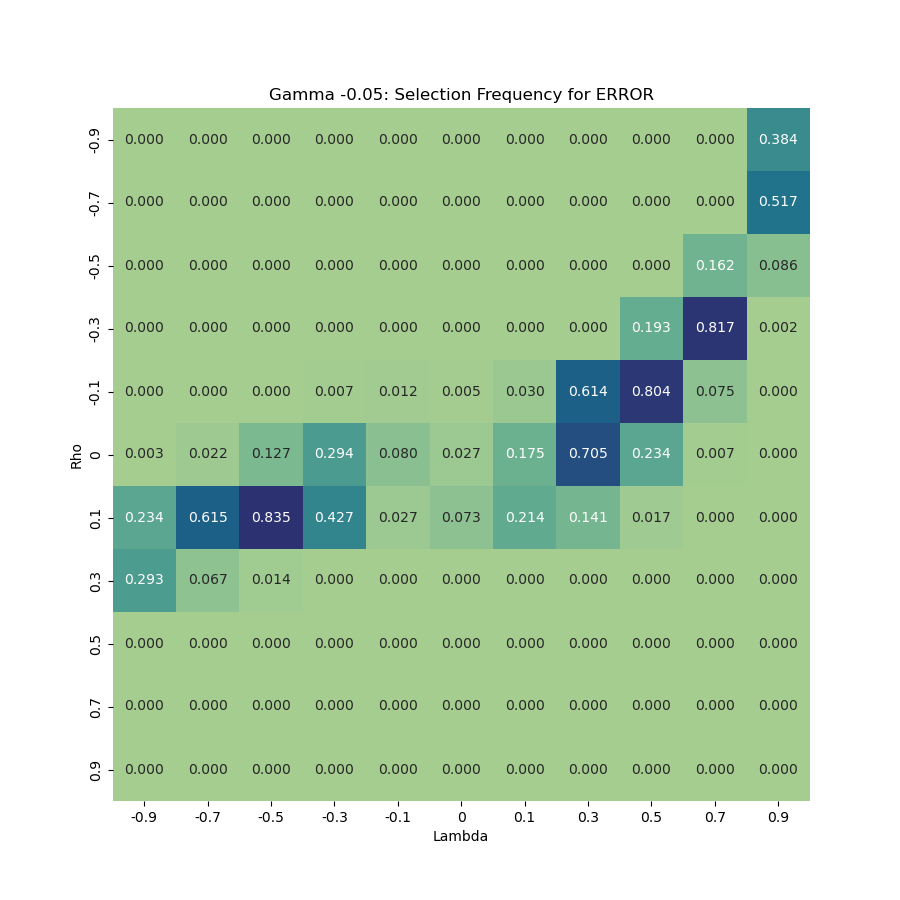 Gamma -0.05: Selection Frequency for ERROR
Rho
-0.9 0.000 0.000 0.000 0.000 0.000 0.000 0.000 0.000 0.000 0.000 0.384
-0.7 0.000 0.000 0.000 0.000 0.000 0.000 0.000 0.000 0.000 0.000 0.517
-0.5 0.000 0.000 0.000 0.000 0.000 0.000 0.000 0.000 0.000 0.162 0.086
-0.3 0.000 0.000 0.000 0.000 0.000 0.000 0.000 0.000 0.193 0.817 0.002
-0.1 0.000 0.000 0.000 0.007 0.012 0.005 0.030 0.614 0.804 0.075 0.000
0 0.003 0.022 0.127 0.294 0.080 0.027 0.175 0.705 0.234 0.007 0.000
0.1 0.234 0.615 0.835 0.427 0.027 0.073 0.214 0.141 0.017 0.000 0.000
0.3 0.293 0.067 0.014 0.000 0.000 0.000 0.000 0.000 0.000 0.000 0.000
0.5 0.000 0.000 0.000 0.000 0.000 0.000 0.000 0.000 0.000 0.000 0.000
0.7 0.000 0.000 0.000 0.000 0.000 0.000 0.000 0.000 0.000 0.000 0.000
0.9 0.000 0.000 0.000 0.000 0.000 0.000 0.000 0.000 0.000 0.000 0.000
-0.9 -0.7 -0.5 -0.3 -0.1 0 0.1 0.3 0.5 0.7 0.9
Lambda